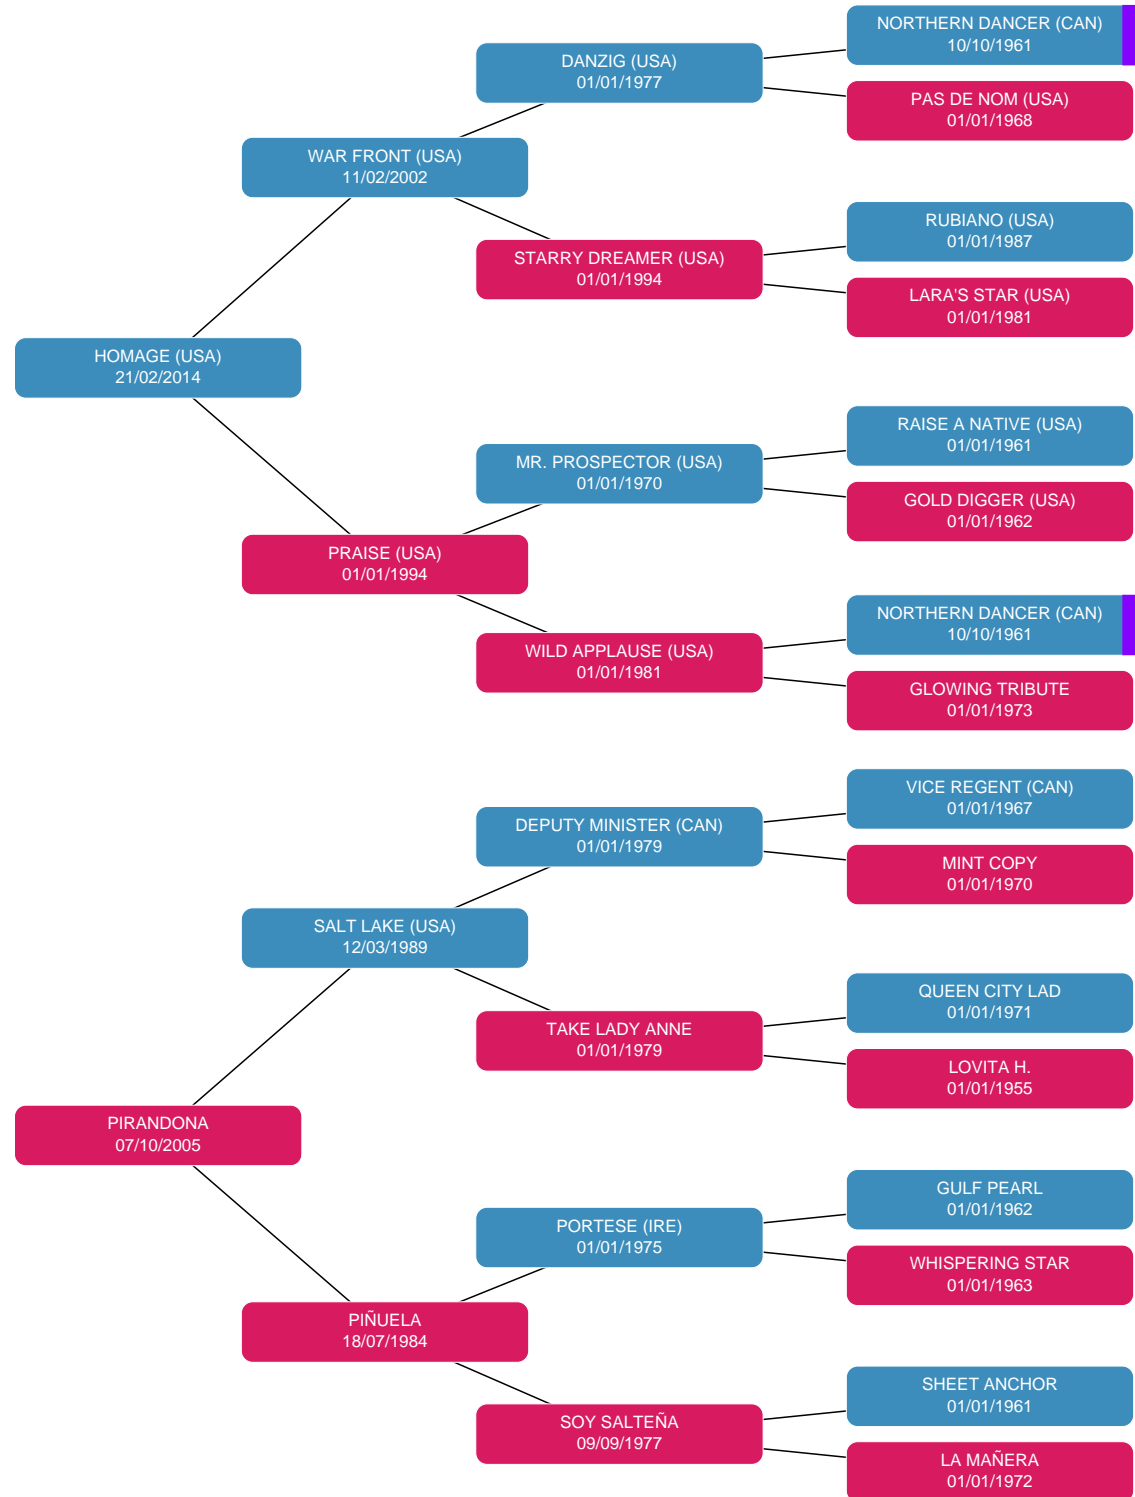 NORTHERN DANCER (CAN)
10/10/1961
DANZIG (USA)
01/01/1977
PAS DE NOM (USA)
01/01/1968
WAR FRONT (USA)
11/02/2002
RUBIANO (USA)
01/01/1987
STARRY DREAMER (USA)
01/01/1994
LARA'S STAR (USA)
01/01/1981
HOMAGE (USA)
21/02/2014
RAISE A NATIVE (USA)
01/01/1961
MR. PROSPECTOR (USA)
01/01/1970
GOLD DIGGER (USA)
01/01/1962
PRAISE (USA)
01/01/1994
NORTHERN DANCER (CAN)
10/10/1961
WILD APPLAUSE (USA)
01/01/1981
GLOWING TRIBUTE
01/01/1973
VICE REGENT (CAN)
01/01/1967
DEPUTY MINISTER (CAN)
01/01/1979
MINT COPY
01/01/1970
SALT LAKE (USA)
12/03/1989
QUEEN CITY LAD
01/01/1971
TAKE LADY ANNE
01/01/1979
LOVITA H.
01/01/1955
PIRANDONA
07/10/2005
GULF PEARL
01/01/1962
PORTESE (IRE)
01/01/1975
WHISPERING STAR
01/01/1963
PIÑUELA
18/07/1984
SHEET ANCHOR
01/01/1961
SOY SALTEÑA
09/09/1977
LA MAÑERA
01/01/1972